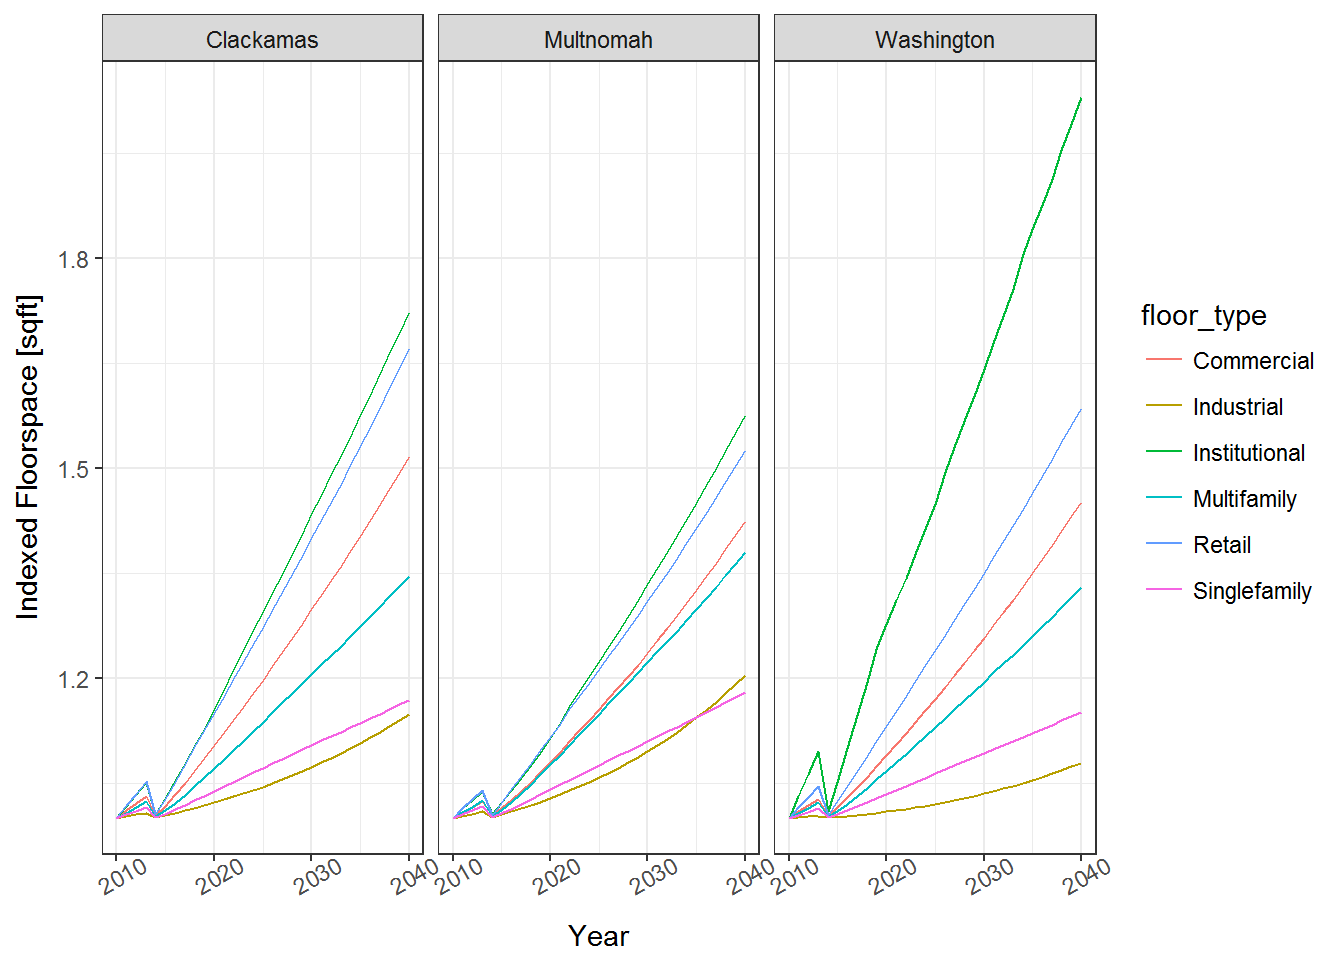 Clackamas Multnomah Washington
Indexed Floorspace [sqft]
1.8
1.5
1.2
2010 2020 2030 2040 2010 2020 2030 2040 2010 2020 2030 2040
Year
floor_type
Commercial
Industrial
Institutional
Multifamily
Retail
Singlefamily